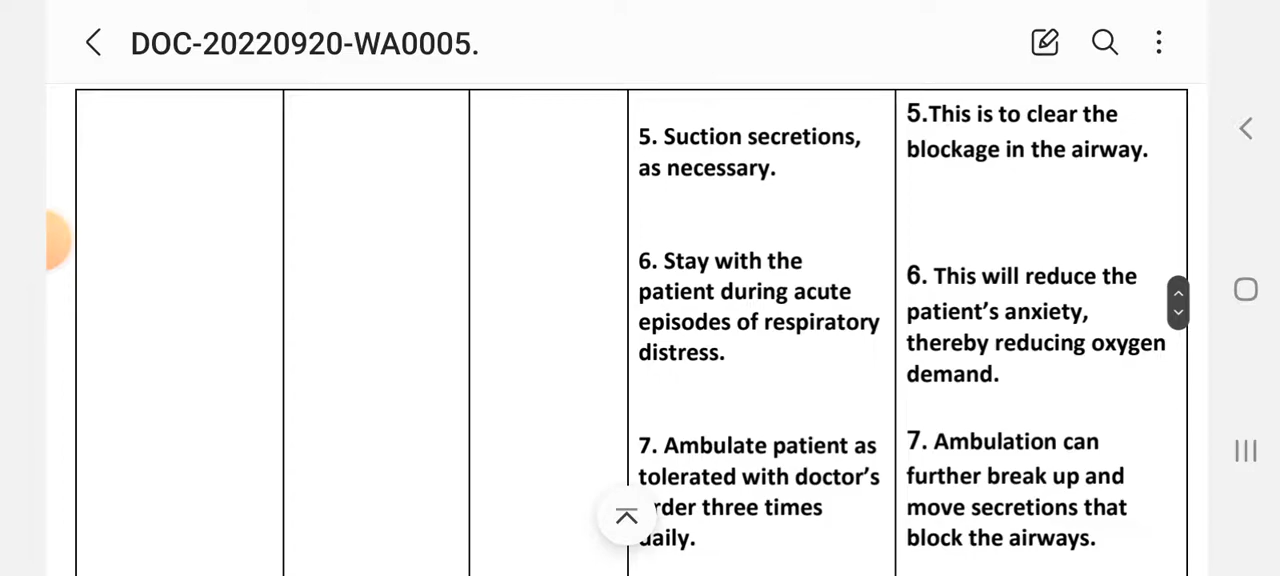 DOC-20220920-WA0005.
5. Suction secretions,
as necessary.
5.This is to clear the
blockage in the airway.
6. Stay with the
patient during acute
episodes of respiratory
distress.
6. This will reduce the
patient's anxiety,
thereby reducing oxygen
demand.
7. Ambulate patient as
tolerated with doctor's
rder three times
daily.
7. Ambulation can
further break up and
move secretions that
block the airways.